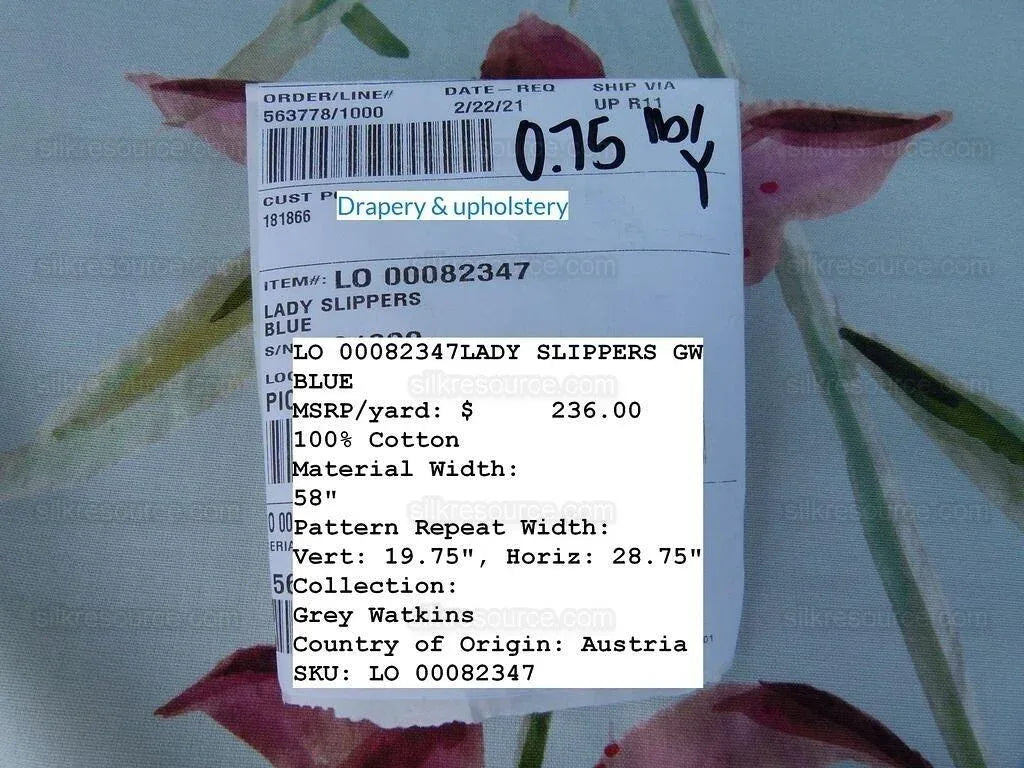 ORDER/LINE# DATE-REQ SHIP VIA
563778/1000 2/22/21 UP R11
0.75 lb/Y
CUST
181866
Drapery & upholstery
ITEM#: LO 00082347
LADY SLIPPERS
BLUE
S/N
LO 00082347LADY SLIPPERS GW
BLUE
MSRP/yard: $ 236.00
100% Cotton
Material Width:
58"
Pattern Repeat Width:
Vert: 19.75", Horiz: 28.75"
Collection:
Grey Watkins
Country of Origin: Austria
SKU: LO 00082347
01
silkresource.com